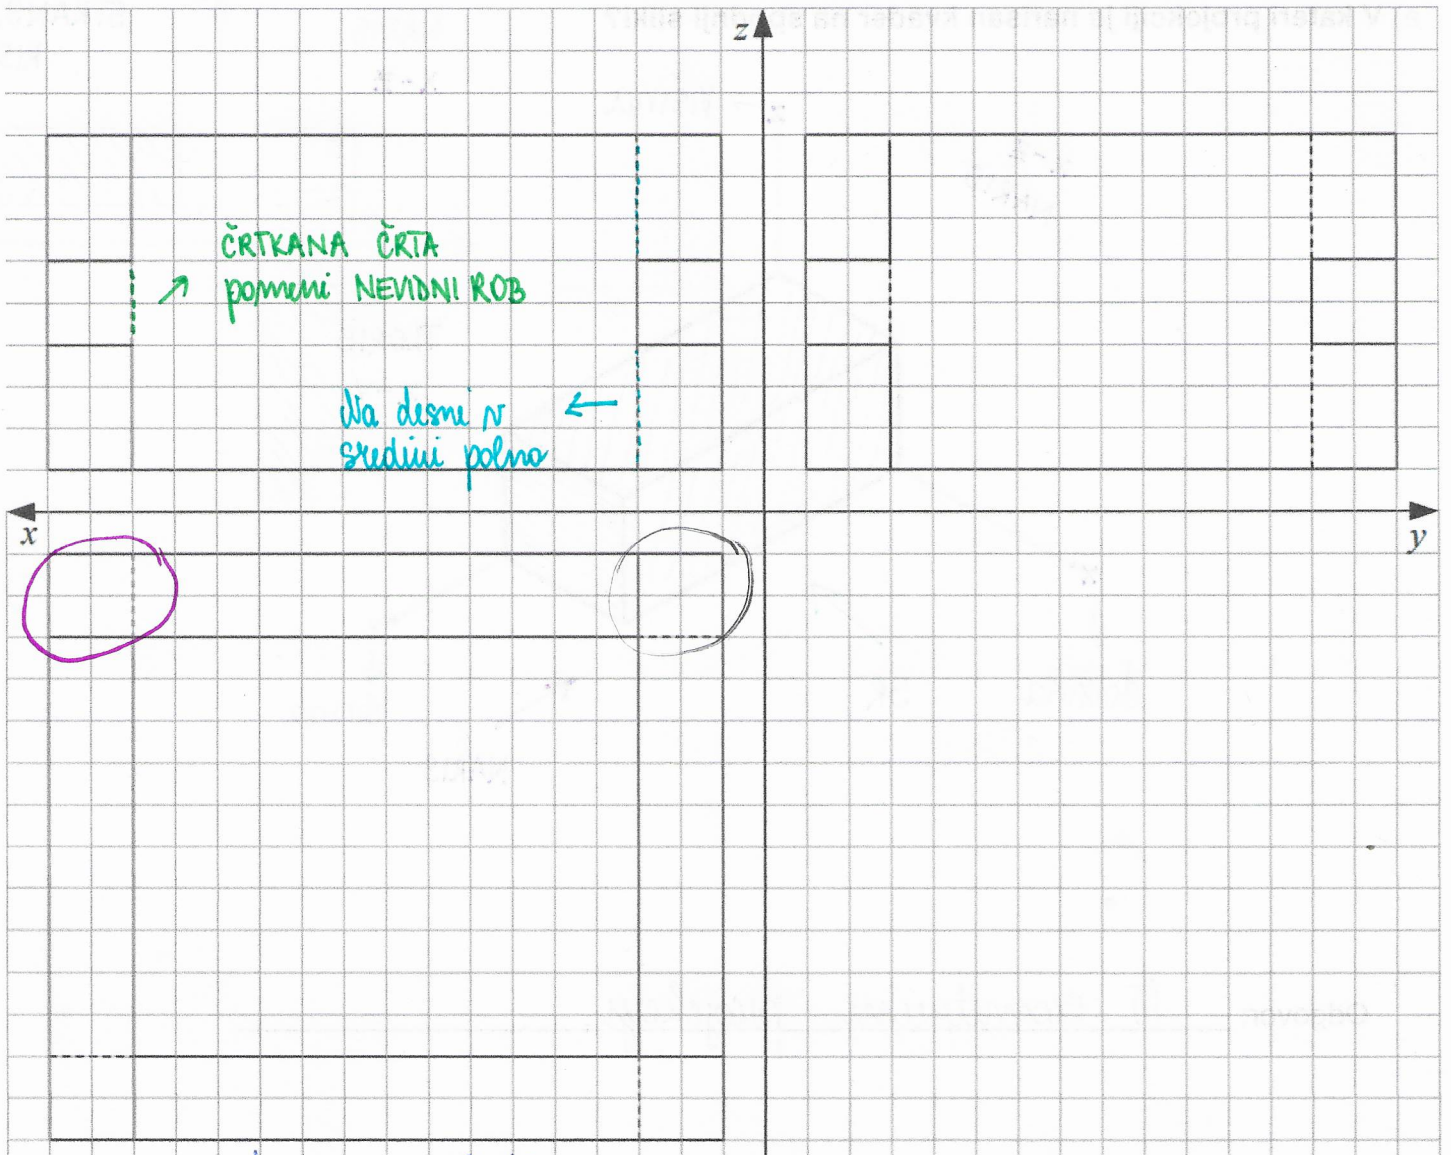 z
ČRTKANA ČRTA
pomeni NEVIDNI ROB
Na desni v
sredini polno
x
y